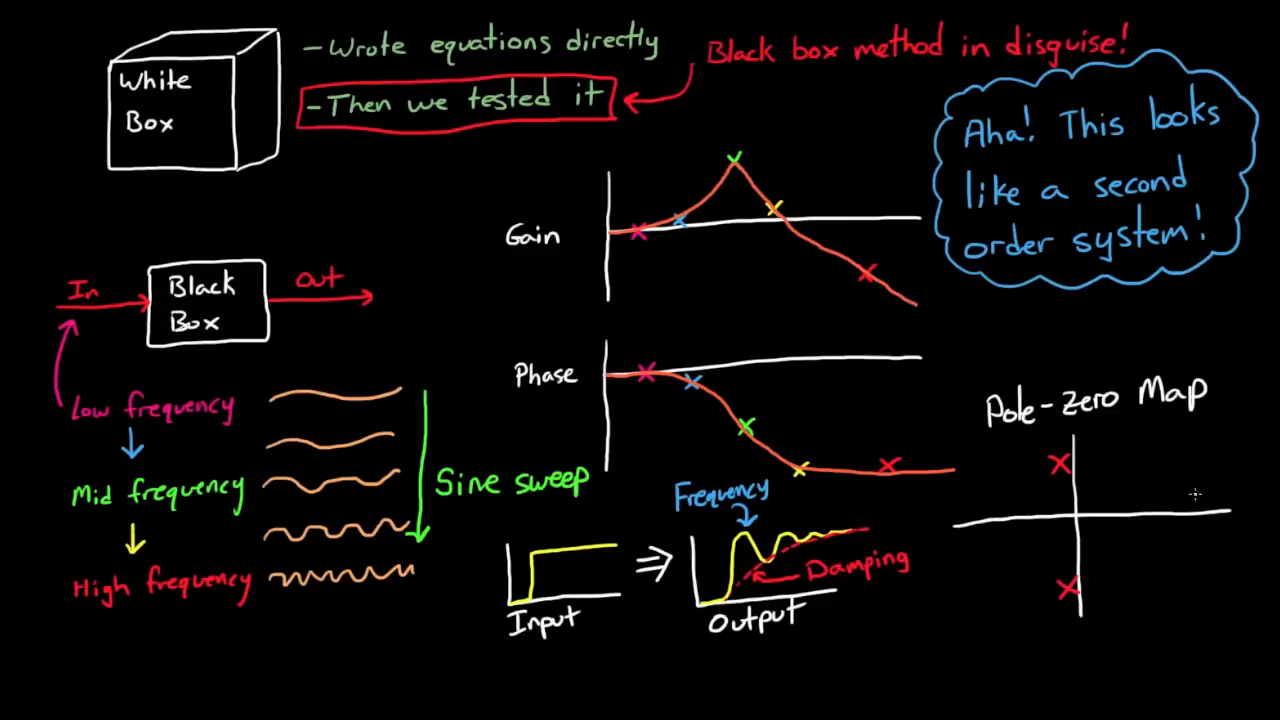 White
Box
- Wrote equations directly
- Then we tested it
Black box method in disguise!
Aha! This looks
like a second
order system!
Gain
In
Black
Box
Out
Phase
Low frequency
Mid frequency
High frequency
Sine sweep
Pole-Zero Map
Frequency
Damping
Input
Output